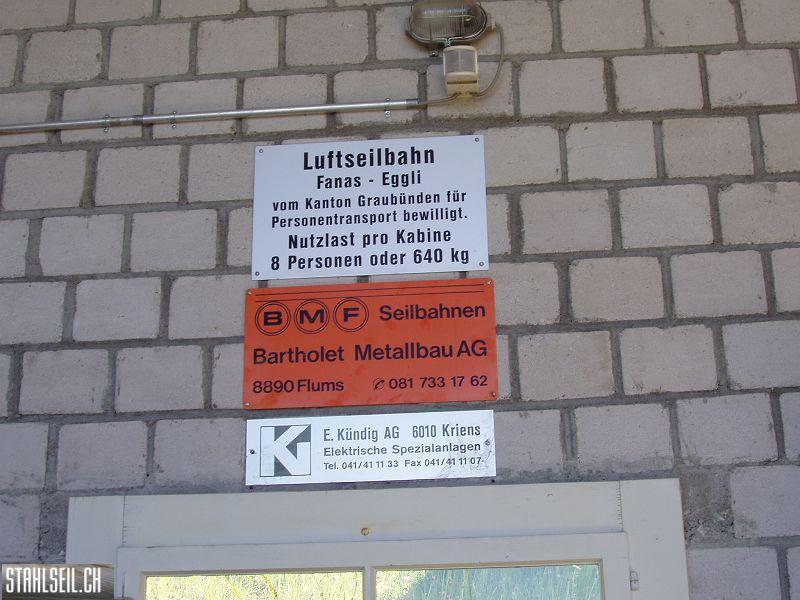 Luftseilbahn
Fanas - Eggli
vom Kanton Graubünden für
Personentransport bewilligt.
Nutzlast pro Kabine
8 Personen oder 640 kg
BMF Seilbahnen
Bartholet Metallbau AG
8890 Flums ✆ 081 733 17 62
E. Kündig AG 6010 Kriens
Elektrische Spezialanlagen
Tel. 041/41 11 33 Fax 041/41 11 07
STAHLSEIL.CH